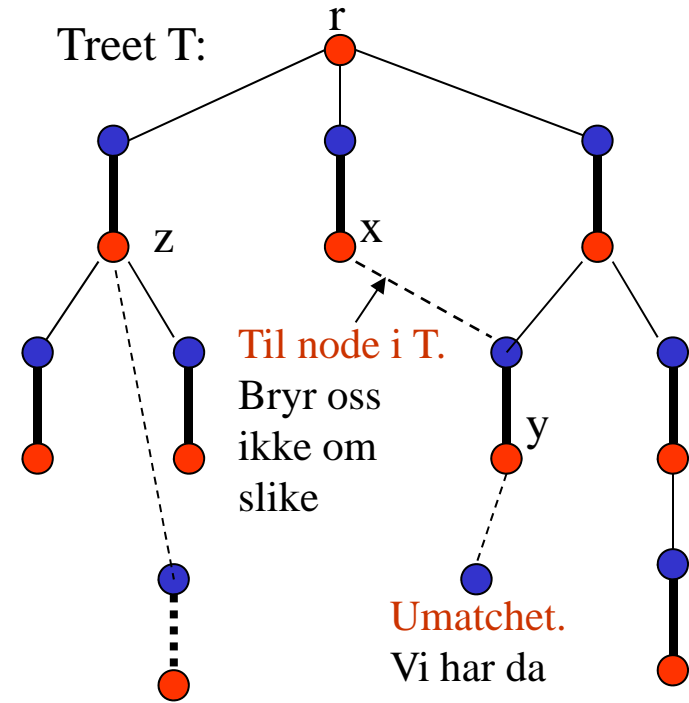 r
Treet T:
z
x
Til node i T.
Bryr oss
ikke om
slike
y
Umatchet.
Vi har da